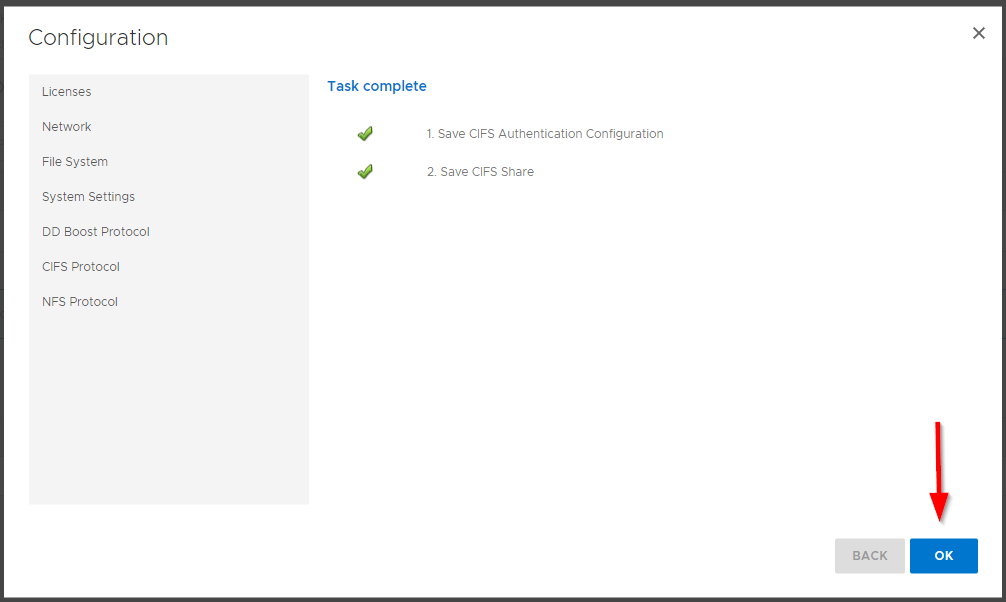 Configuration
Licenses
Network
File System
System Settings
DD Boost Protocol
CIFS Protocol
NFS Protocol
Task complete
1. Save CIFS Authentication Configuration
2. Save CIFS Share
BACK
OK